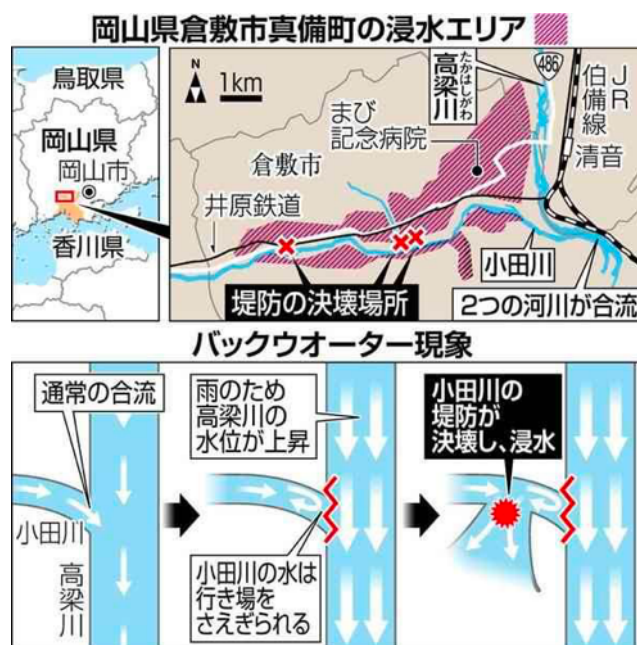 岡山県倉敷市真備町の浸水エリア
鳥取県
岡山県
岡山市
香川県
N
1km
倉敷市
井原鉄道
まび
記念病院
たかはしがわ
高梁川
486
JR
伯備線
清音
小田川
2つの河川が合流
堤防の決壊場所
バックウオーター現象
通常の合流
小田川
高梁川
雨のため
高梁川の
水位が上昇
小田川の水は
行き場を
さえぎられる
小田川の
堤防が
決壊し、浸水